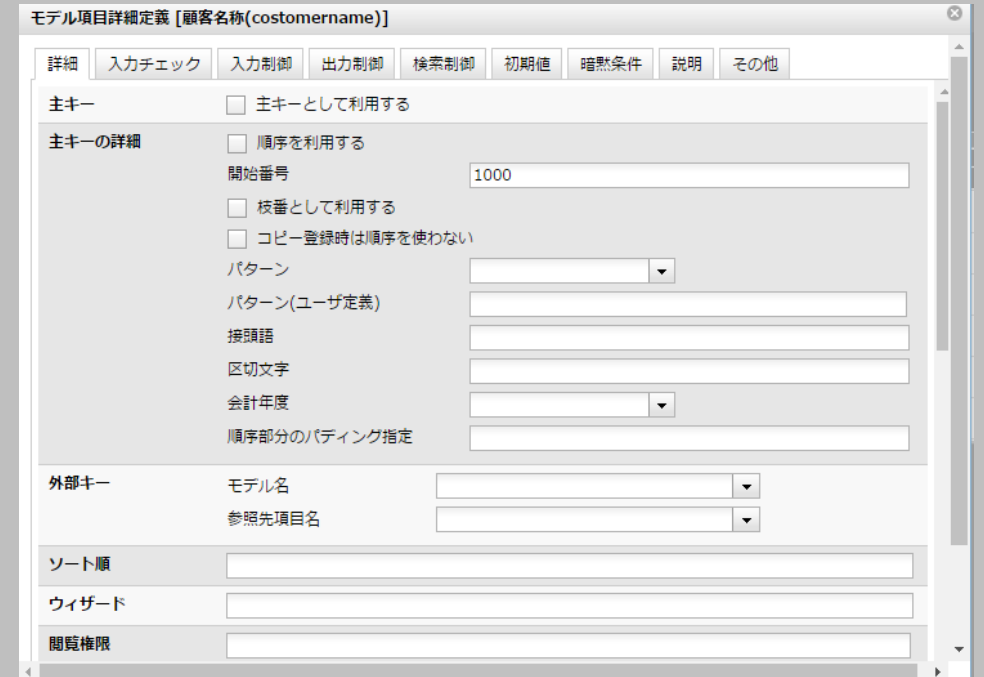 モデル項目詳細定義 [顧客名称(costomername)]
詳細 入力チェック 入力制御 出力制御 検索制御 初期値 暗黙条件 説明 その他
主キー 主キーとして利用する
主キーの詳細 順序を利用する
開始番号 1000
枝番として利用する
コピー登録時は順序を使わない
パターン
パターン(ユーザ定義)
接頭語
区切文字
会計年度
順序部分のパディング指定
外部キー モデル名
参照先項目名
ソート順
ウィザード
閲覧権限